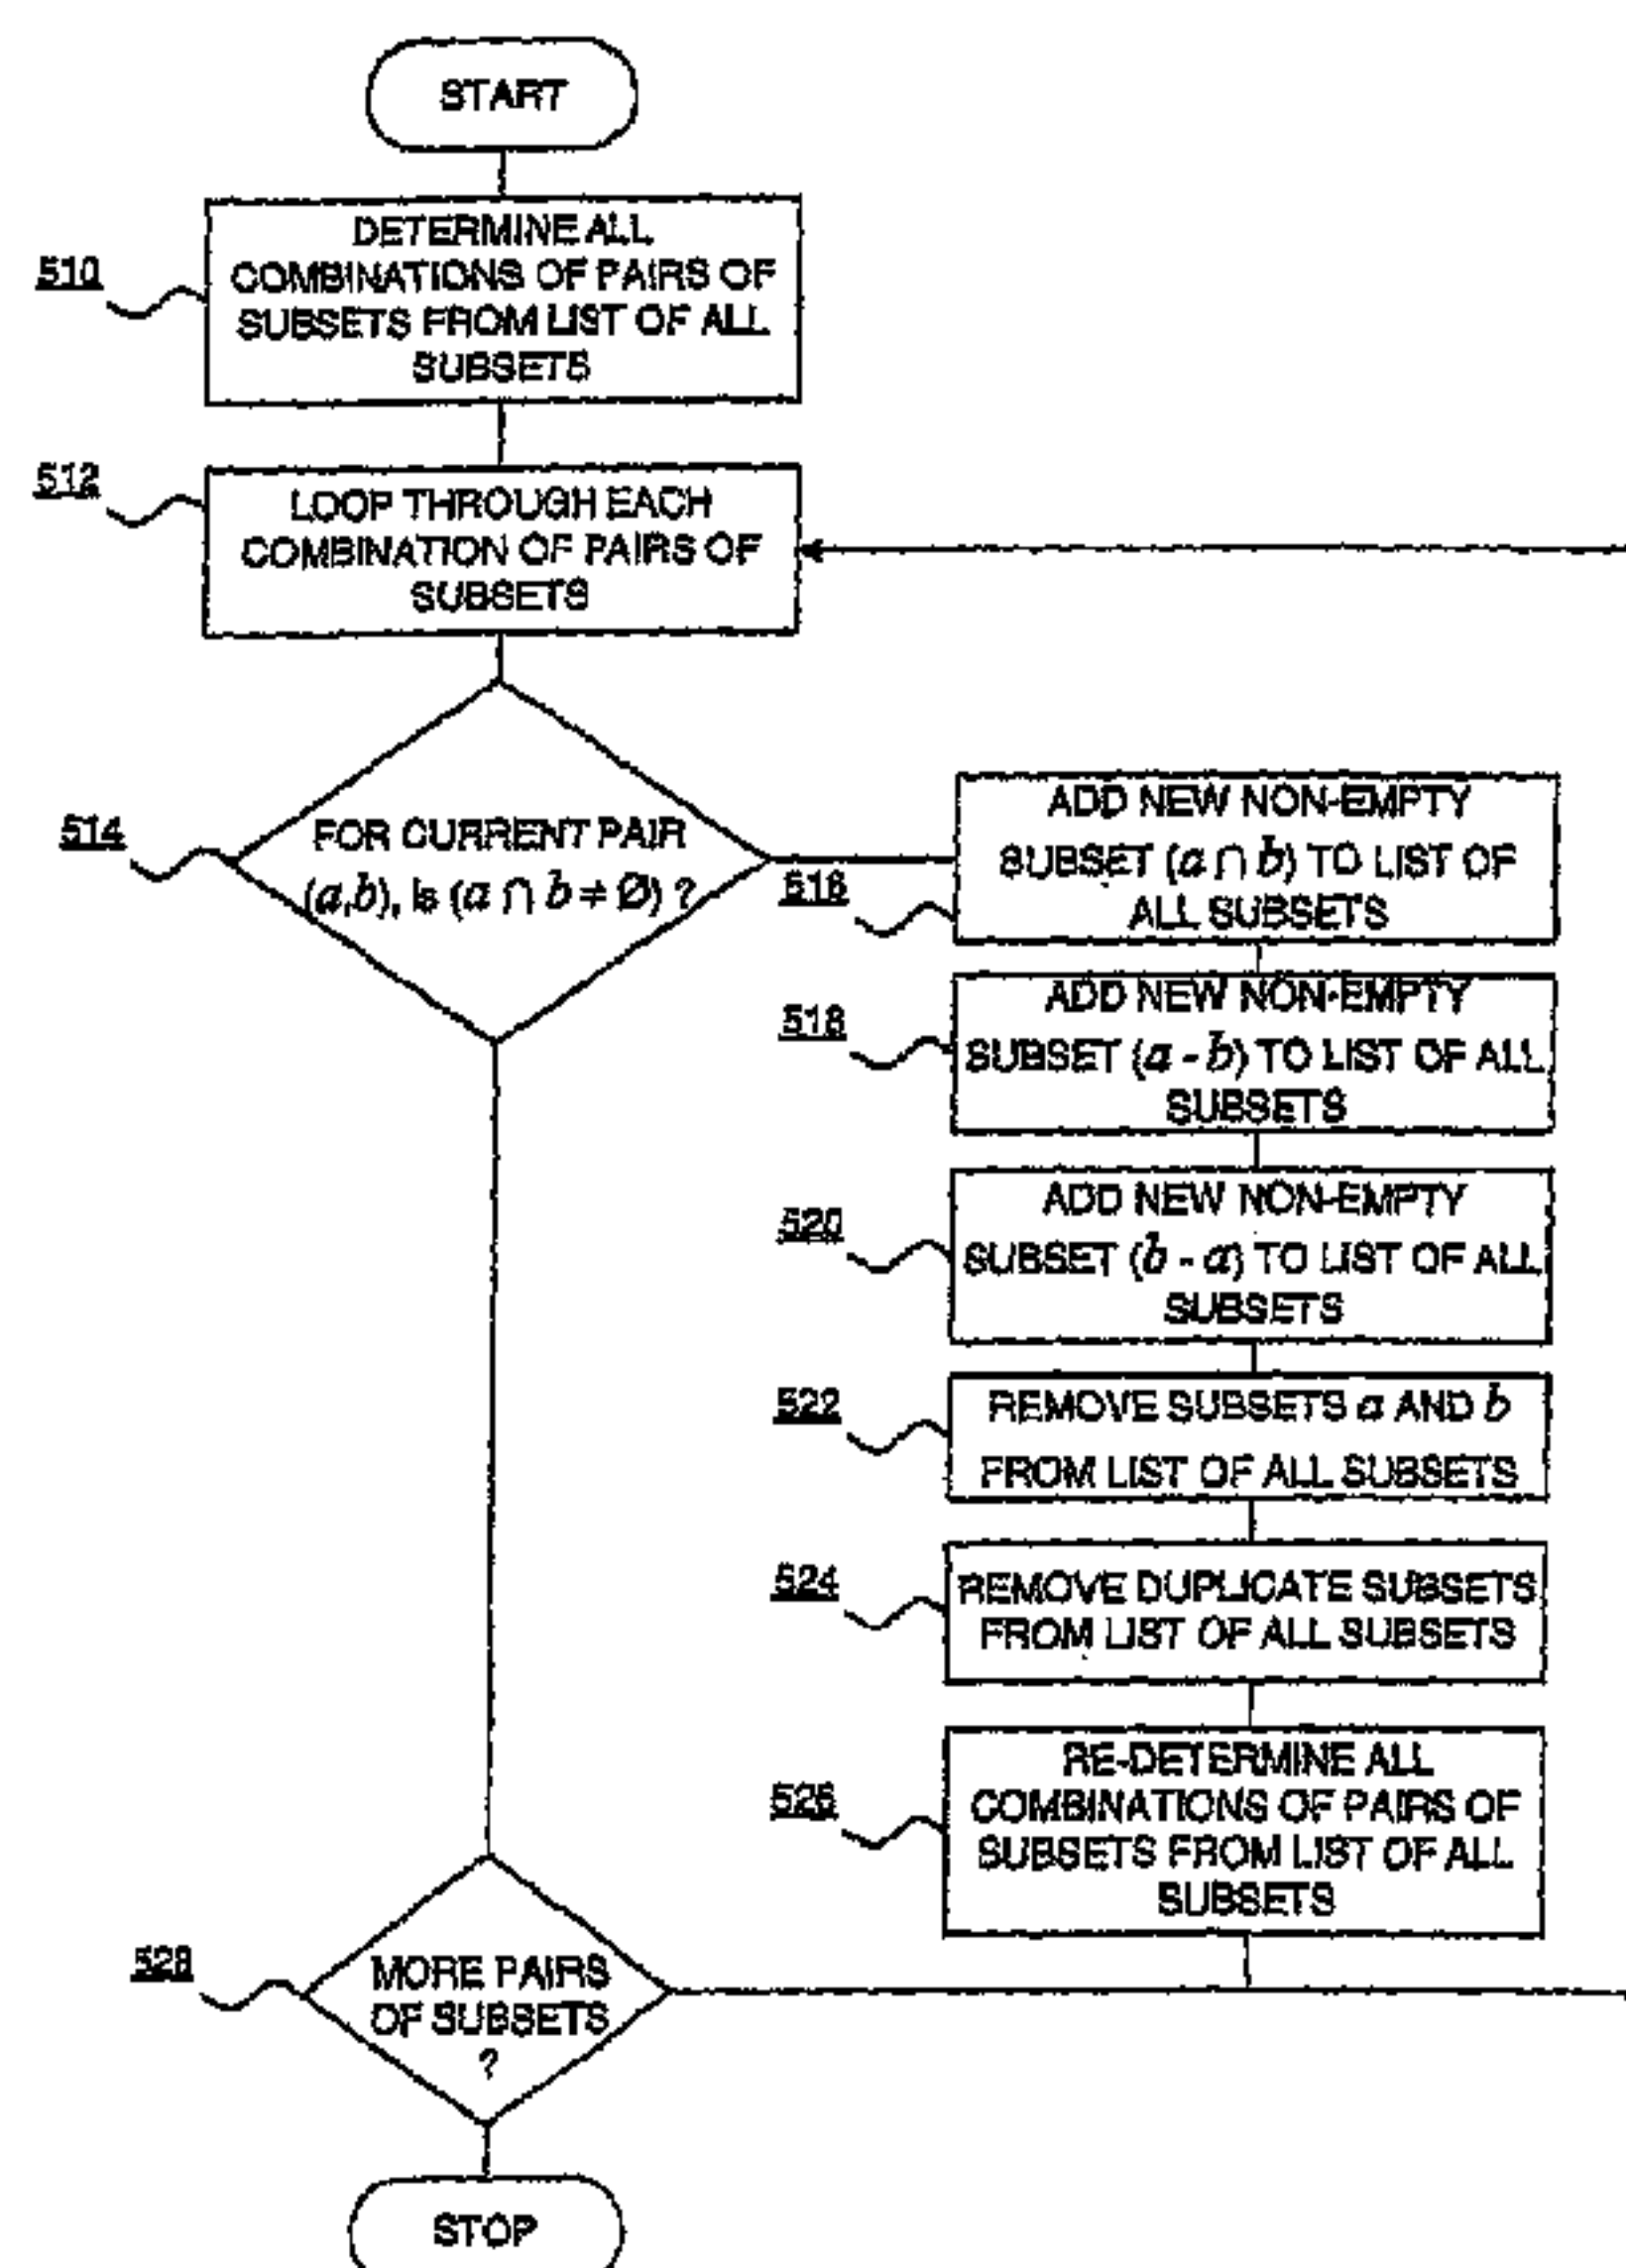 START
510
DETERMINE ALL
COMBINATIONS OF PAIRS OF
SUBSETS FROM LIST OF ALL
SUBSETS
512
LOOP THROUGH EACH
COMBINATION OF PAIRS OF
SUBSETS
514
FOR CURRENT PAIR
(a,b), is (a ∩ b ≠ Ø) ?
516
ADD NEW NON-EMPTY
SUBSET (a ∩ b) TO LIST OF
ALL SUBSETS
518
ADD NEW NON-EMPTY
SUBSET (a - b) TO LIST OF ALL
SUBSETS
520
ADD NEW NON-EMPTY
SUBSET (b - a) TO LIST OF ALL
SUBSETS
522
REMOVE SUBSETS a AND b
FROM LIST OF ALL SUBSETS
524
REMOVE DUPLICATE SUBSETS
FROM LIST OF ALL SUBSETS
526
RE-DETERMINE ALL
COMBINATIONS OF PAIRS OF
SUBSETS FROM LIST OF ALL
SUBSETS
528
MORE PAIRS
OF SUBSETS
?
STOP